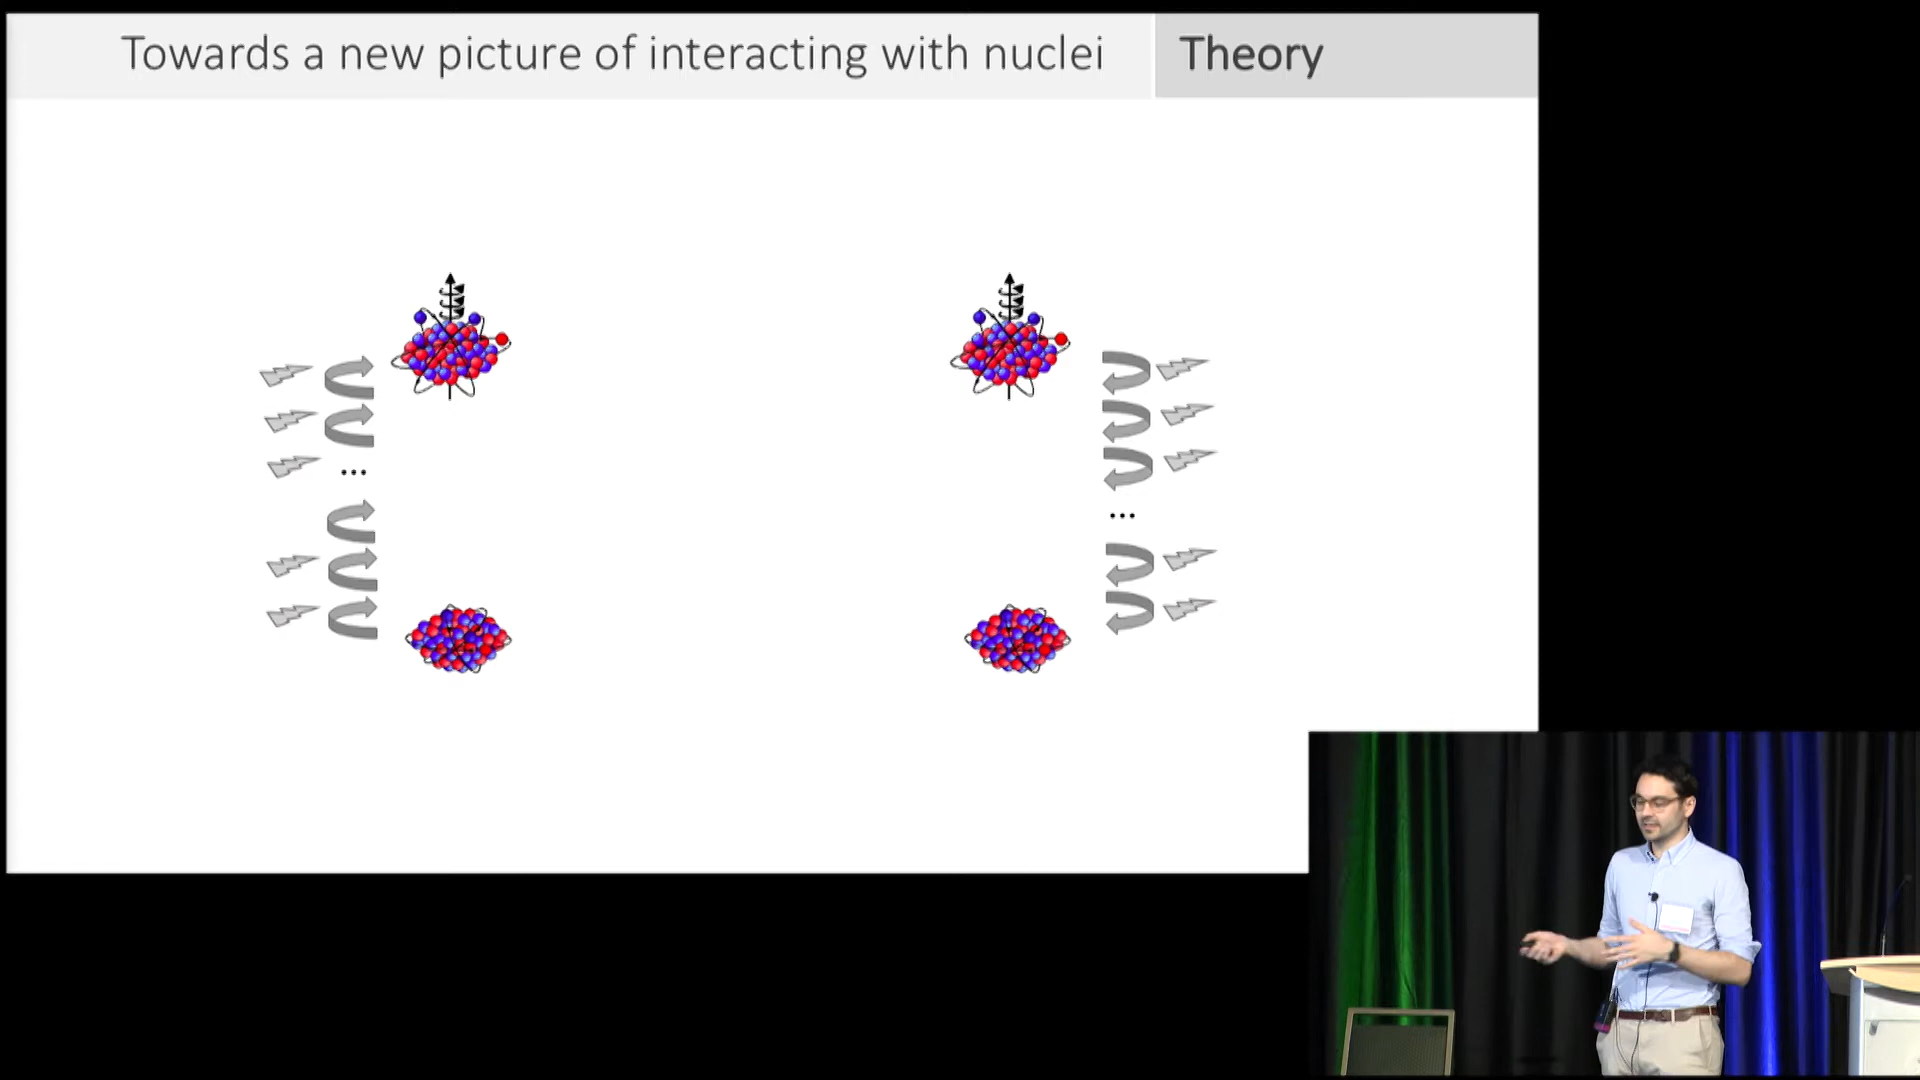 Towards a new picture of interacting with nuclei
Theory
...
...